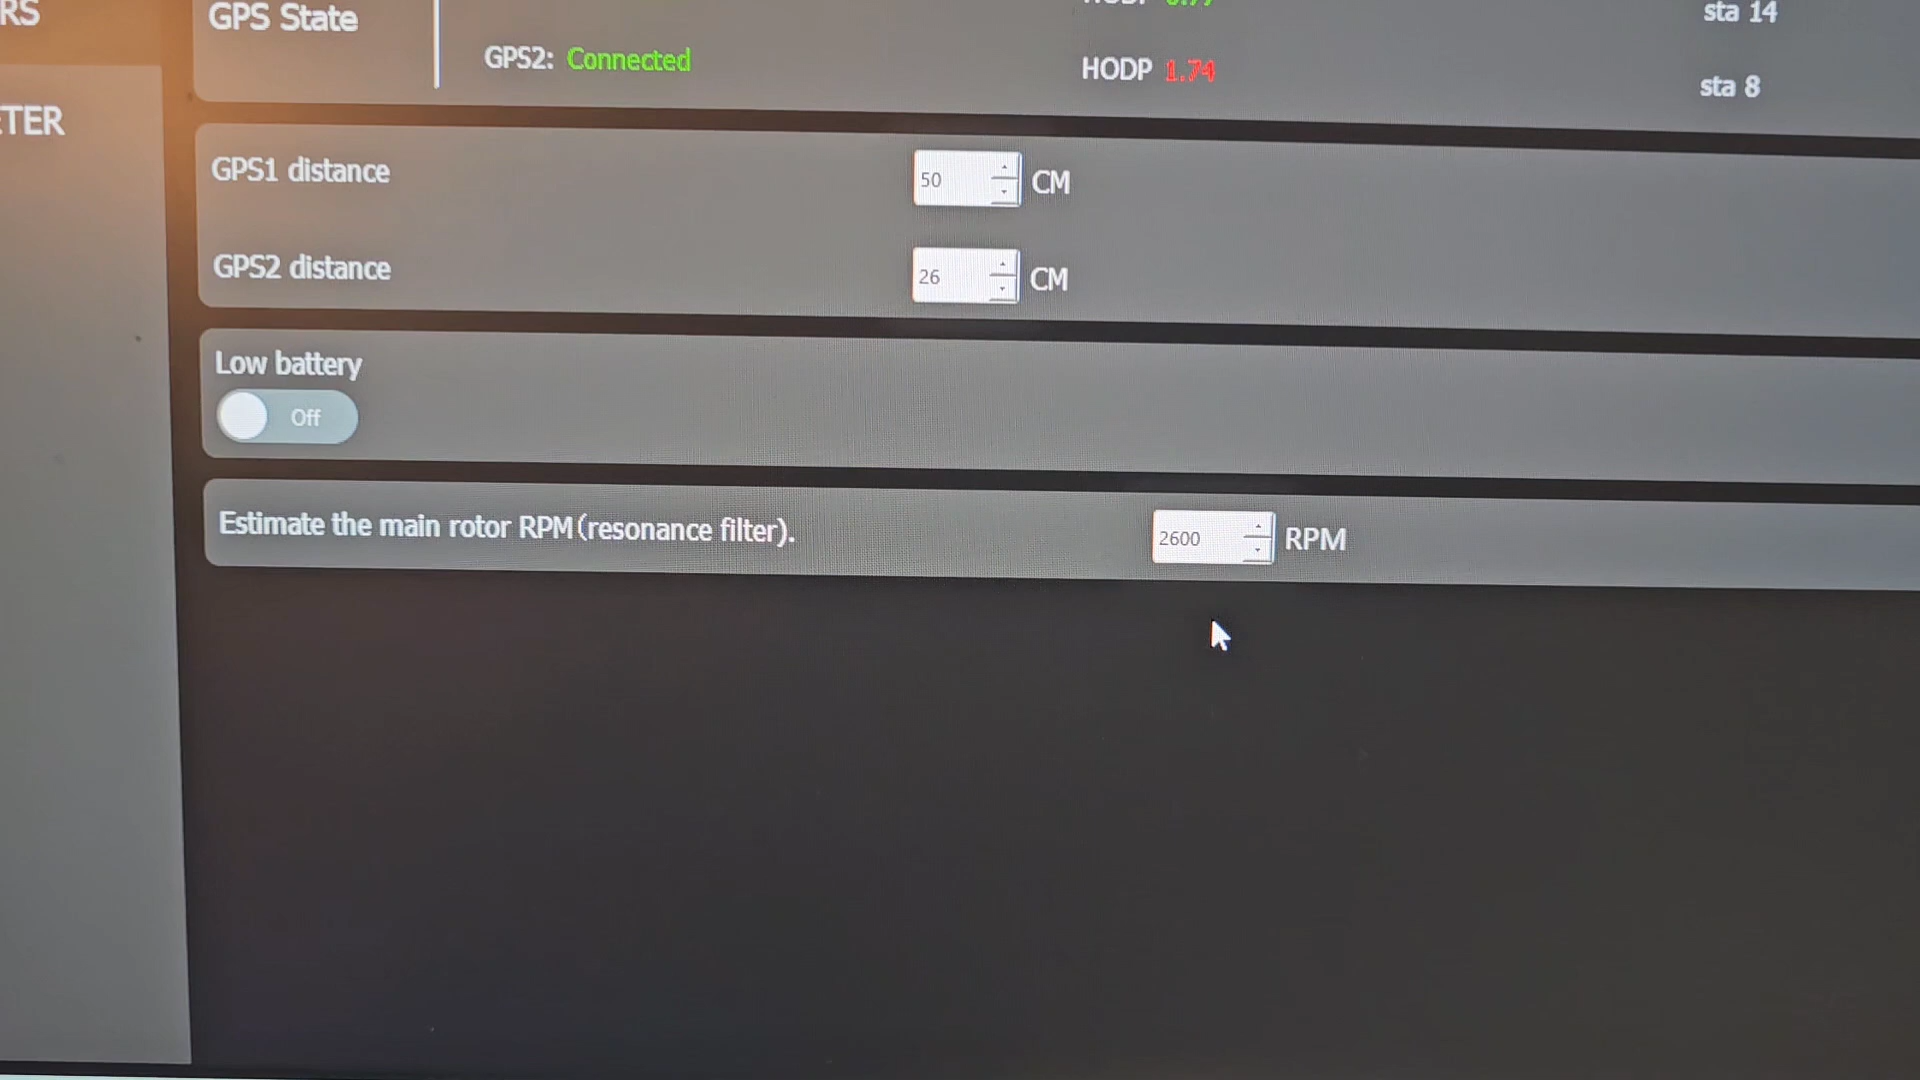 RS
GPS State
sta 14
GPS2: Connected
HODP 1.74
sta 8
TER
GPS1 distance
50 CM
GPS2 distance
26 CM
Low battery
Off
Estimate the main rotor RPM(resonance filter).
2600 RPM